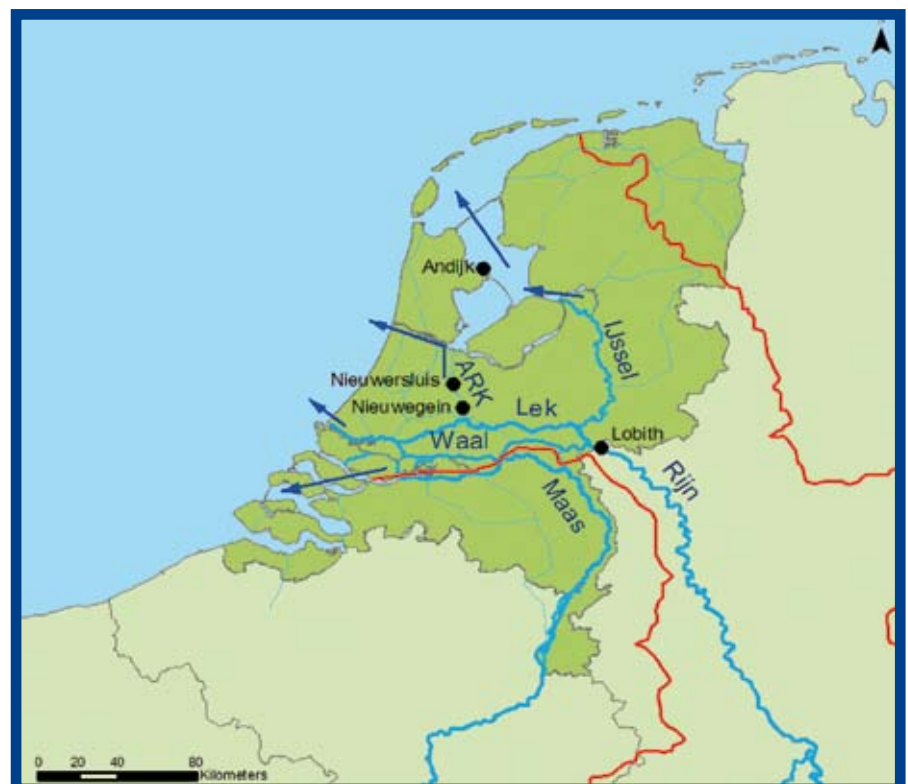 Andijk
IJssel
Nieuwersluis
ARK
Nieuwegein
Lek
Waal
Lobith
Rijn
Maas
0 20 40 80
Kilometers